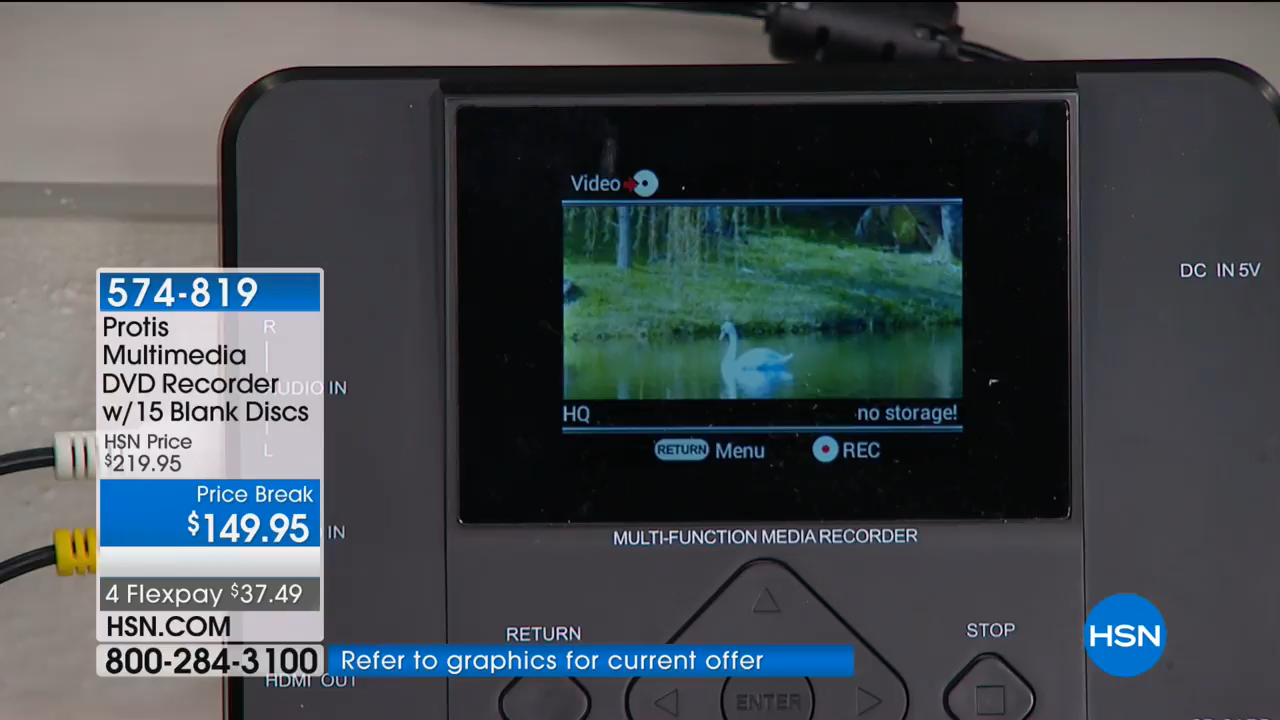 Video
HQ
no storage!
RETURN Menu
REC
DC IN 5V
MULTI-FUNCTION MEDIA RECORDER
574-819
Protis
Multimedia
DVD Recorder
w/15 Blank Discs
HSN Price
$219.95
Price Break
$149.95
4 Flexpay $37.49
HSN.COM
800-284-3100
Refer to graphics for current offer
R
L
IN
IN
HDMI OUT
RETURN
ENTER
STOP
HSN